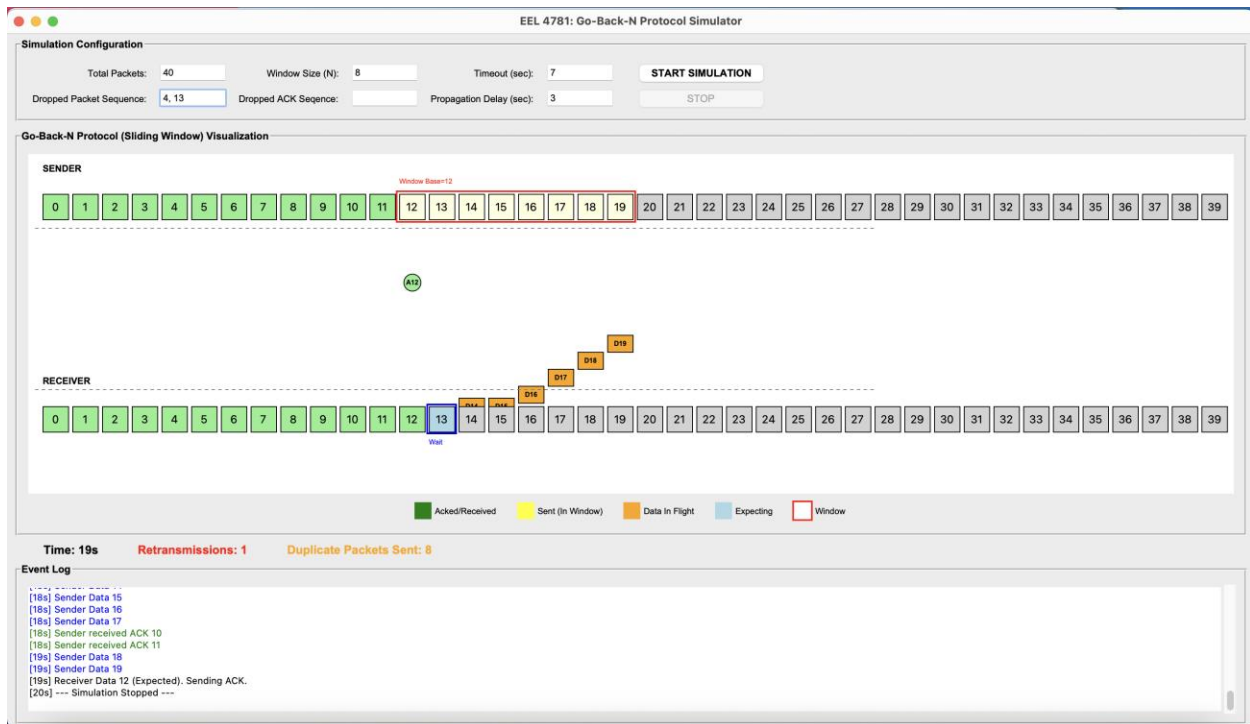 EEL 4781: Go-Back-N Protocol Simulator
Simulation Configuration
Total Packets: 40 Window Size (N): 8 Timeout (sec): 7 START SIMULATION
Dropped Packet Sequence: 4, 13 Dropped ACK Seqence: Propagation Delay (sec): 3 STOP
Go-Back-N Protocol (Sliding Window) Visualization
SENDER
Window Base=12
0 1 2 3 4 5 6 7 8 9 10 11 12 13 14 15 16 17 18 19 20 21 22 23 24 25 26 27 28 29 30 31 32 33 34 35 36 37 38 39
A12
D19
D18
D17
RECEIVER
D16
0 1 2 3 4 5 6 7 8 9 10 11 12 13 14 15 16 17 18 19 20 21 22 23 24 25 26 27 28 29 30 31 32 33 34 35 36 37 38 39
Wait
Acked/Received Sent (In Window) Data In Flight Expecting Window
Time: 19s Retransmissions: 1 Duplicate Packets Sent: 8
Event Log
[18s] Sender Data 15
[18s] Sender Data 16
[18s] Sender Data 17
[18s] Sender received ACK 10
[18s] Sender received ACK 11
[19s] Sender Data 18
[19s] Sender Data 19
[19s] Receiver Data 12 (Expected). Sending ACK.
[20s] --- Simulation Stopped ---